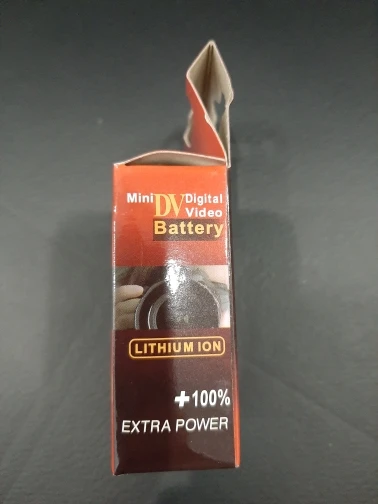 Mini DV Digital
Video
Battery
LITHIUM ION
+100%
EXTRA POWER